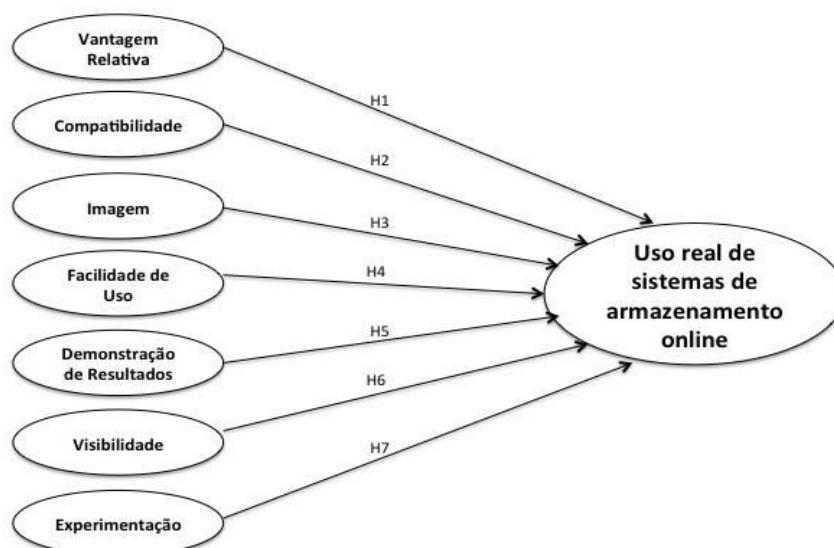 Vantagem
Relativa
H1
Compatibilidade
H2
Imagem
H3
Facilidade de
Uso
H4
Demonstração
de Resultados
H5
Visibilidade
H6
Experimentação
H7
Uso real de
sistemas de
armazenamento
online